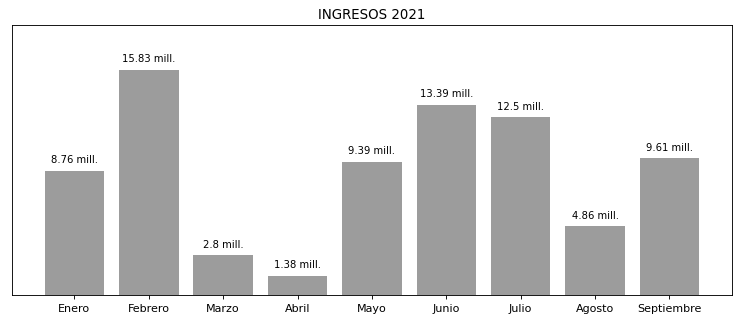 INGRESOS 2021
8.76 mill.
15.83 mill.
2.8 mill.
1.38 mill.
9.39 mill.
13.39 mill.
12.5 mill.
4.86 mill.
9.61 mill.
Enero
Febrero
Marzo
Abril
Mayo
Junio
Julio
Agosto
Septiembre